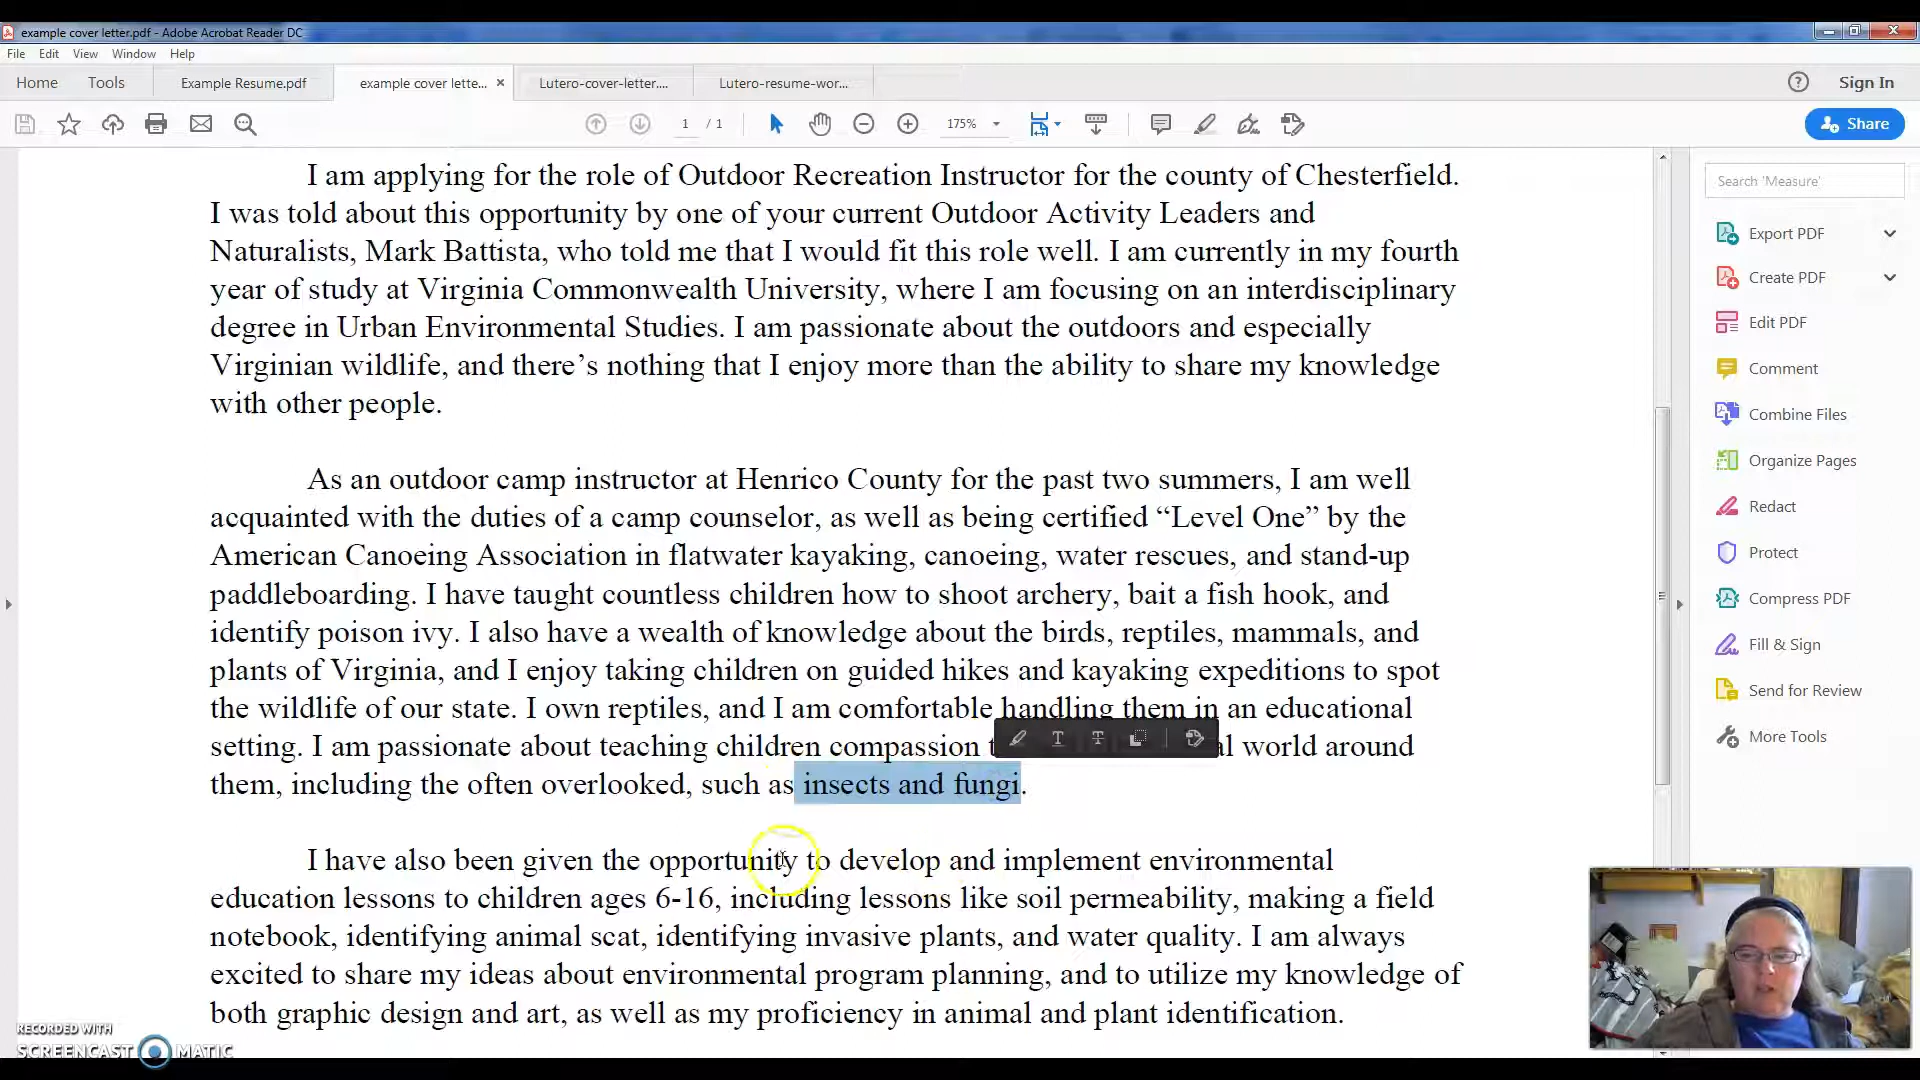 example cover letter.pdf - Adobe Acrobat Reader DC
File Edit View Window Help
Home Tools Example Resume.pdf example cover lette... × Lutero-cover-letter.... Lutero-resume-wor... Sign In
1 / 1 175% Share
Search 'Measure'
Export PDF
Create PDF
Edit PDF
Comment
Combine Files
Organize Pages
Redact
Protect
Compress PDF
Fill & Sign
Send for Review
More Tools
I am applying for the role of Outdoor Recreation Instructor for the county of Chesterfield.
I was told about this opportunity by one of your current Outdoor Activity Leaders and
Naturalists, Mark Battista, who told me that I would fit this role well. I am currently in my fourth
year of study at Virginia Commonwealth University, where I am focusing on an interdisciplinary
degree in Urban Environmental Studies. I am passionate about the outdoors and especially
Virginian wildlife, and there’s nothing that I enjoy more than the ability to share my knowledge
with other people.
As an outdoor camp instructor at Henrico County for the past two summers, I am well
acquainted with the duties of a camp counselor, as well as being certified “Level One” by the
American Canoeing Association in flatwater kayaking, canoeing, water rescues, and stand-up
paddleboarding. I have taught countless children how to shoot archery, bait a fish hook, and
identify poison ivy. I also have a wealth of knowledge about the birds, reptiles, mammals, and
plants of Virginia, and I enjoy taking children on guided hikes and kayaking expeditions to spot
the wildlife of our state. I own reptiles, and I am comfortable handling them in an educational
setting. I am passionate about teaching children compassion world around
them, including the often overlooked, such as insects and fungi.
I have also been given the opportunity to develop and implement environmental
education lessons to children ages 6-16, including lessons like soil permeability, making a field
notebook, identifying animal scat, identifying invasive plants, and water quality. I am always
excited to share my ideas about environmental program planning, and to utilize my knowledge of
both graphic design and art, as well as my proficiency in animal and plant identification.
RECORDED WITH
SCREENCAST MATIC